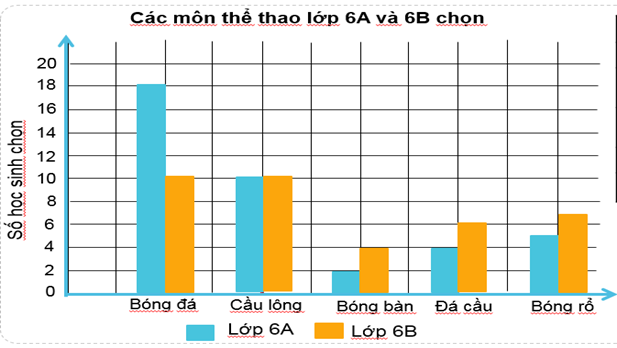 Các môn thể thao lớp 6A và 6B chọn
Số học sinh chọn
20
18
16
14
12
10
8
6
4
2
0
Bóng đá Cầu lông Bóng bàn Đá cầu Bóng rổ
Lớp 6A Lớp 6B